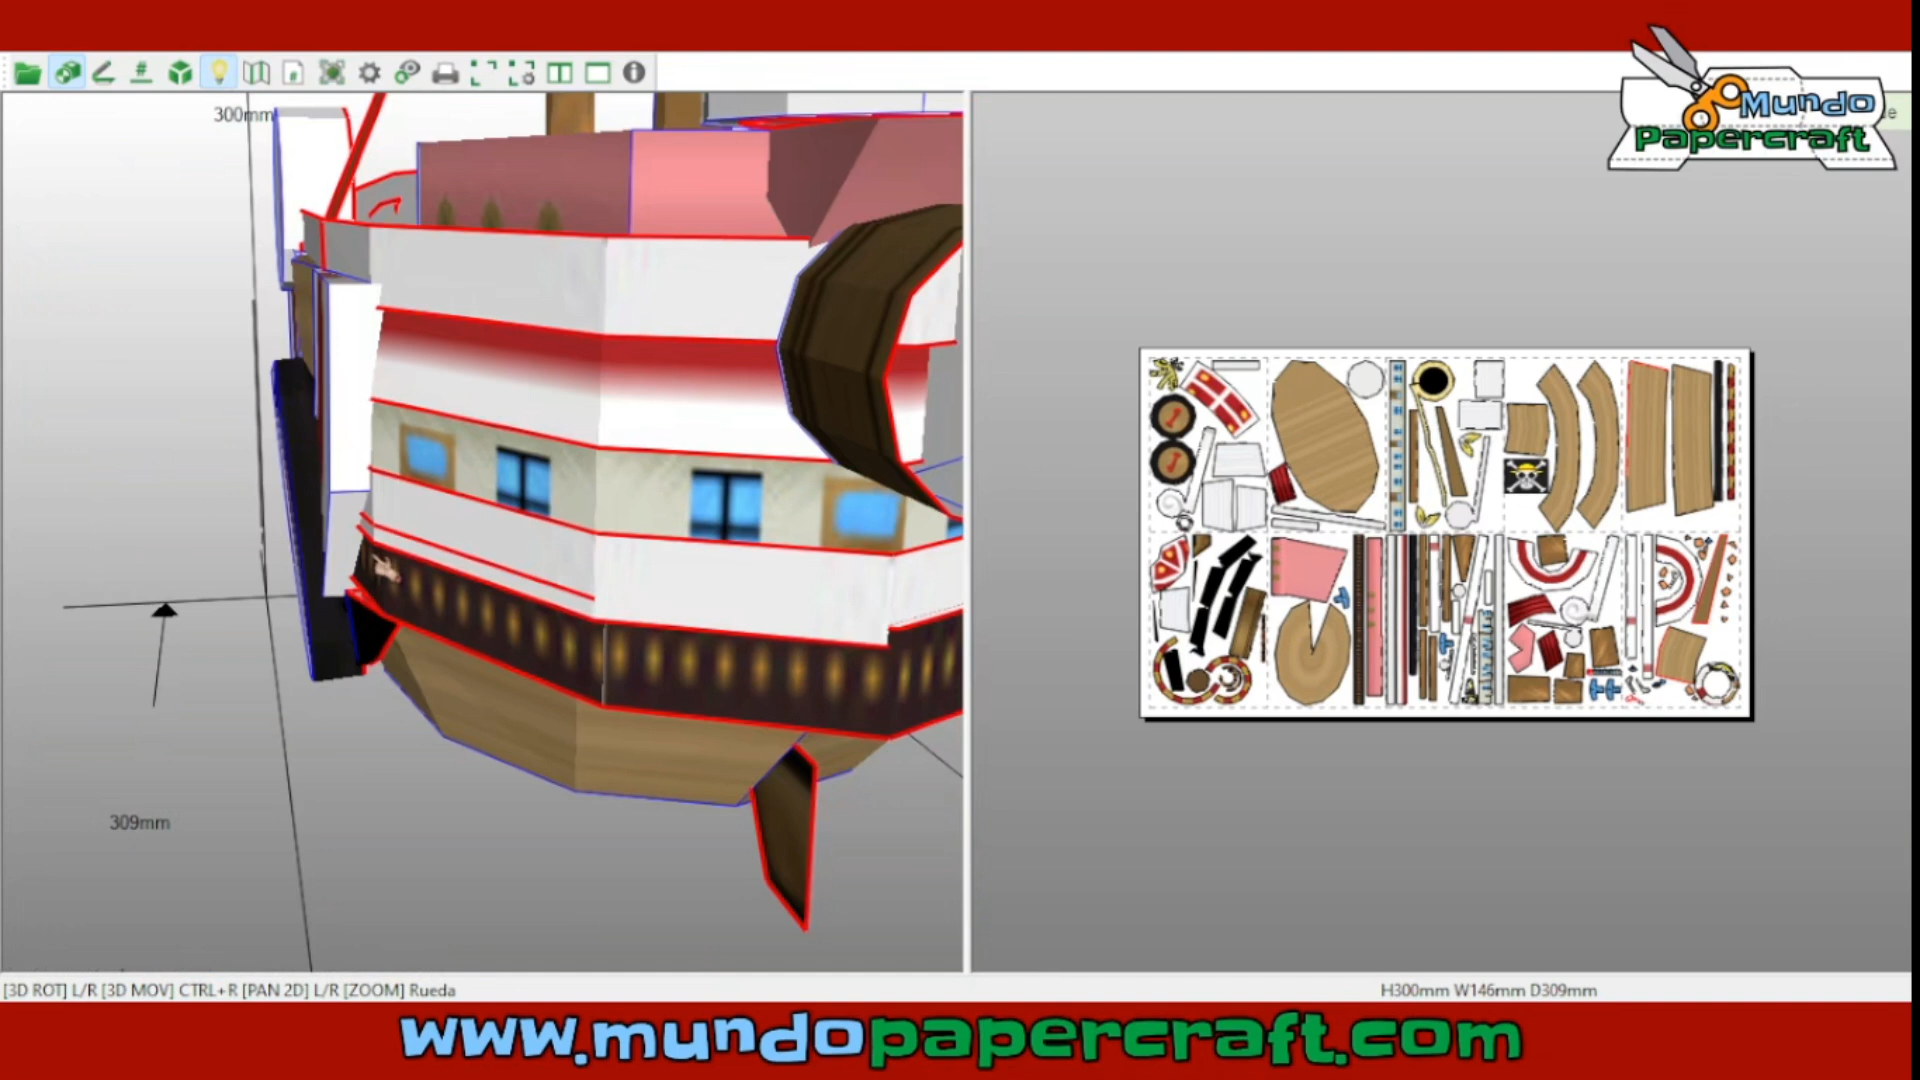 Mundo
Papercraft
300mm
309mm
[3D ROT] L/R [3D MOV] CTRL+R [PAN 2D] L/R [ZOOM] Rueda
H300mm W146mm D309mm
www.mundopapercraft.com